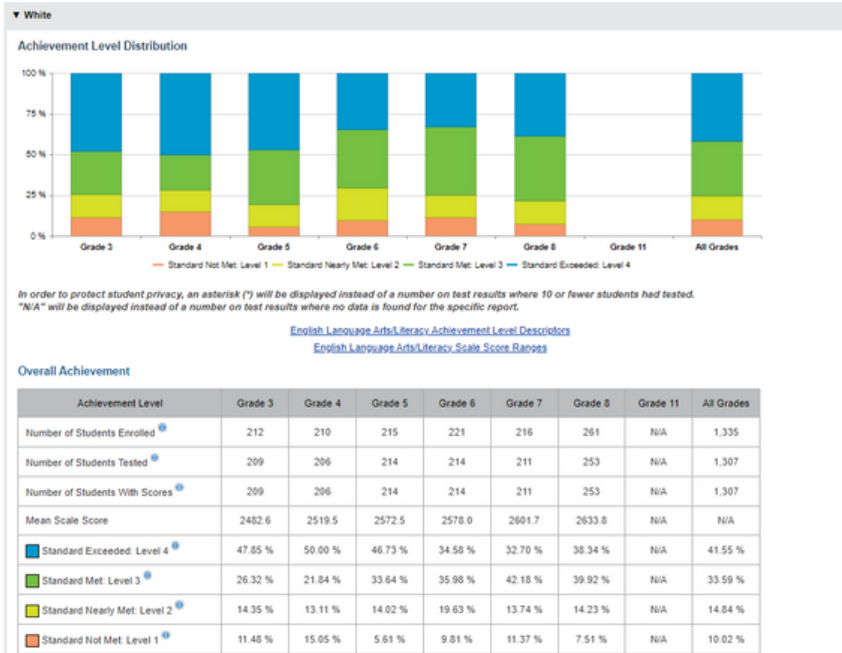 ▼ White
Achievement Level Distribution
100 %
75 %
50 %
25 %
0 %
Grade 3 Grade 4 Grade 5 Grade 6 Grade 7 Grade 8 Grade 11 All Grades
Standard Not Met: Level 1 Standard Nearly Met: Level 2 Standard Met: Level 3 Standard Exceeded: Level 4
In order to protect student privacy, an asterisk (*) will be displayed instead of a number on test results where 10 or fewer students had tested.
"N/A" will be displayed instead of a number on test results where no data is found for the specific report.
English Language Arts/Literacy Achievement Level Descriptors
English Language Arts/Literacy Scale Score Ranges
Overall Achievement
Achievement Level Grade 3 Grade 4 Grade 5 Grade 6 Grade 7 Grade 8 Grade 11 All Grades
Number of Students Enrolled 212 210 215 221 216 261 N/A 1,335
Number of Students Tested 209 206 214 214 211 253 N/A 1,307
Number of Students With Scores 209 206 214 214 211 253 N/A 1,307
Mean Scale Score 2482.6 2519.5 2572.5 2578.0 2601.7 2633.8 N/A N/A
Standard Exceeded: Level 4 47.85 % 50.00 % 46.73 % 34.58 % 32.70 % 38.34 % N/A 41.55 %
Standard Met: Level 3 26.32 % 21.84 % 33.64 % 35.98 % 42.18 % 39.92 % N/A 33.59 %
Standard Nearly Met: Level 2 14.35 % 13.11 % 14.02 % 19.63 % 13.74 % 14.23 % N/A 14.84 %
Standard Not Met: Level 1 11.48 % 15.05 % 5.61 % 9.81 % 11.37 % 7.51 % N/A 10.02 %